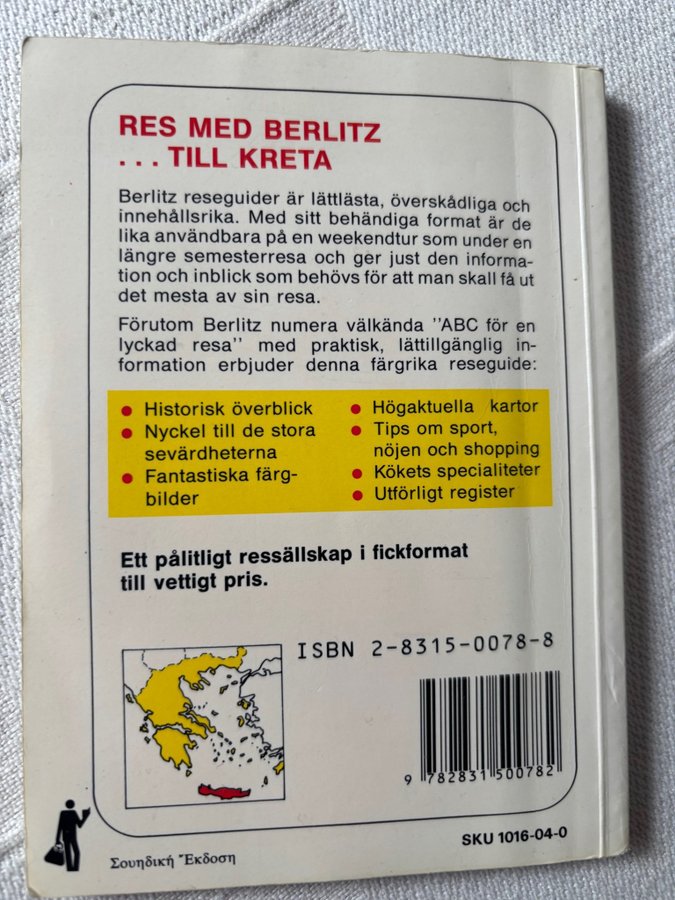 RES MED BERLITZ
... TILL KRETA
Berlitz reseguider är lättlästa, överskådliga och
innehållsrika. Med sitt behändiga format är de
lika användbara på en weekendtur som under en
längre semesterresa och ger just den informa-
tion och inblick som behövs för att man skall få ut
det mesta av sin resa.
Förutom Berlitz numera välkända "ABC för en
lyckad resa" med praktisk, lättillgänglig in-
formation erbjuder denna färgrika reseguide:
● Historisk överblick
● Nyckel till de stora
sevärdheterna
● Fantastiska färg-
bilder
● Högaktuella kartor
● Tips om sport,
nöjen och shopping
● Kökets specialiteter
● Utförligt register
Ett pålitligt ressällskap i fickformat
till vettigt pris.
ISBN 2-8315-0078-8
9 782831 500782
SKU 1016-04-0
Σουηδική Ἔκδοση